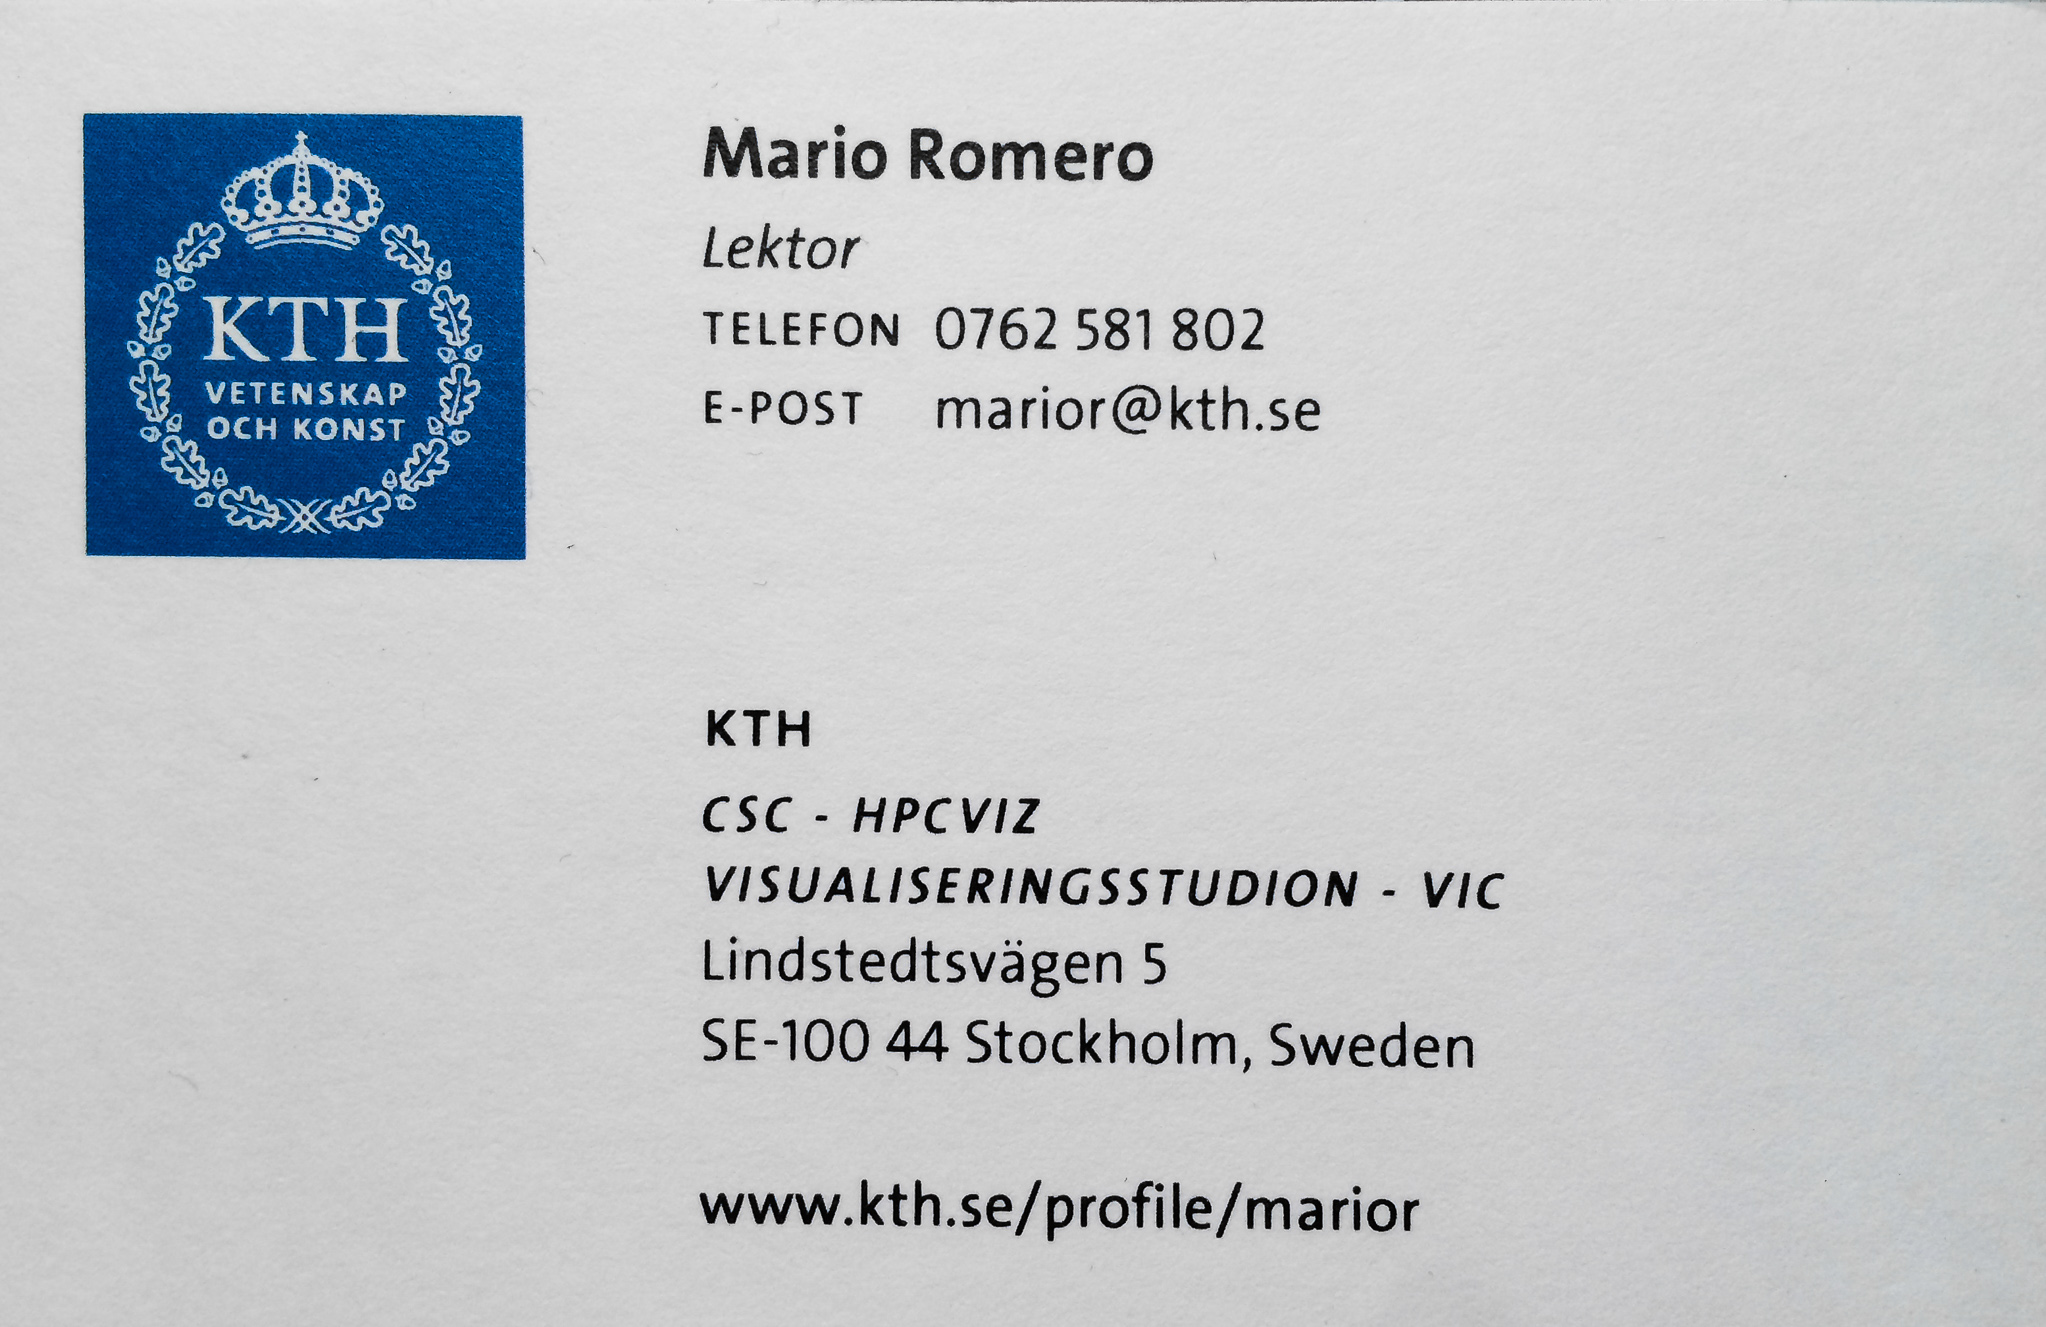 KTH
VETENSKAP
OCH KONST
Mario Romero
Lektor
TELEFON 0762 581 802
E-POST marior@kth.se
KTH
CSC - HPCVIZ
VISUALISERINGSSTUDION - VIC
Lindstedtsvägen 5
SE-100 44 Stockholm, Sweden
www.kth.se/profile/marior